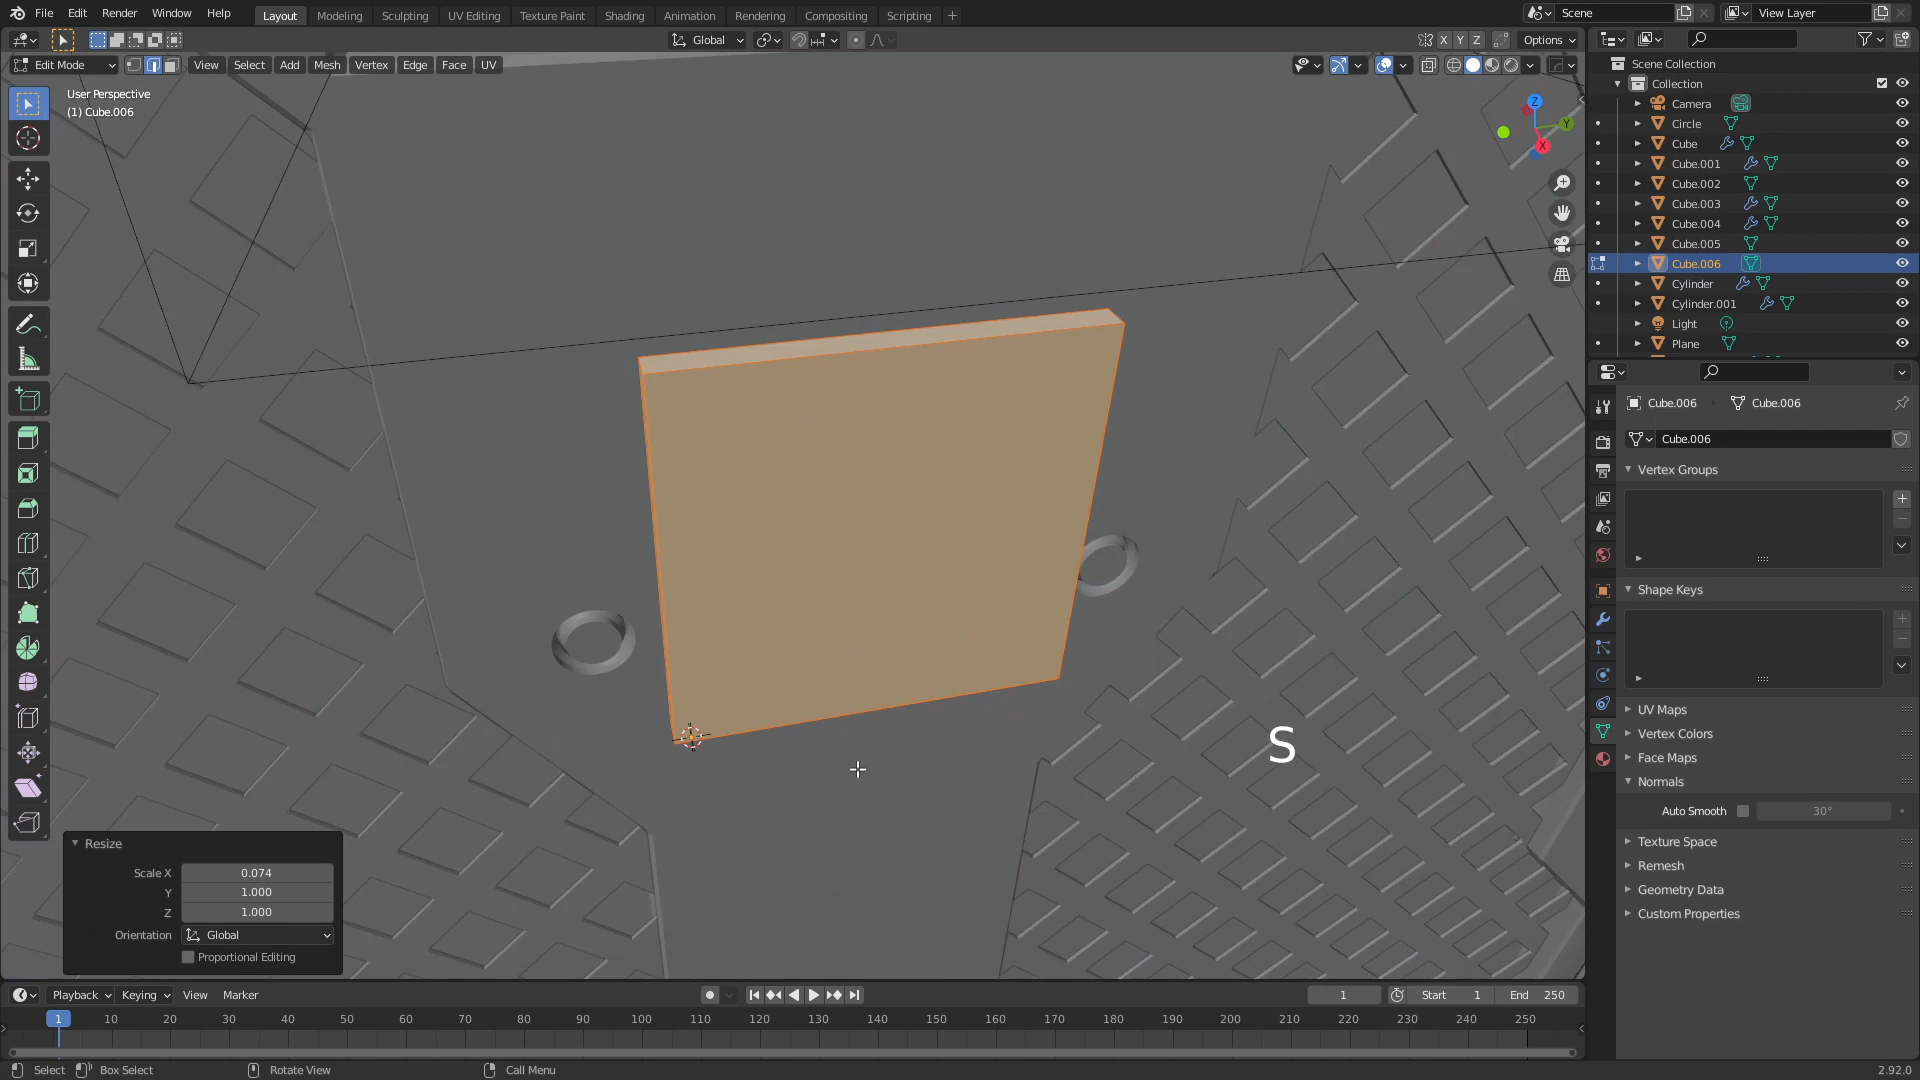 File Edit Render Window Help
Layout Modeling Sculpting UV Editing Texture Paint Shading Animation Rendering Compositing Scripting +
Scene
View Layer
Global
X Y Z
Options
Edit Mode
View Select Add Mesh Vertex Edge Face UV
User Perspective
(1) Cube.006
Z
Y
X
S
Resize
Scale X 0.074
Y 1.000
Z 1.000
Orientation Global
Proportional Editing
Scene Collection
Collection
Camera
Circle
Cube
Cube.001
Cube.002
Cube.003
Cube.004
Cube.005
Cube.006
Cylinder
Cylinder.001
Light
Plane
Cube.006 Cube.006
Cube.006
Vertex Groups
Shape Keys
UV Maps
Vertex Colors
Face Maps
Normals
Auto Smooth 30°
Texture Space
Remesh
Geometry Data
Custom Properties
Playback Keying View Marker
1 Start 1 End 250
1 10 20 30 40 50 60 70 80 90 100 110 120 130 140 150 160 170 180 190 200 210 220 230 240 250
Select Box Select Rotate View Call Menu 2.92.0